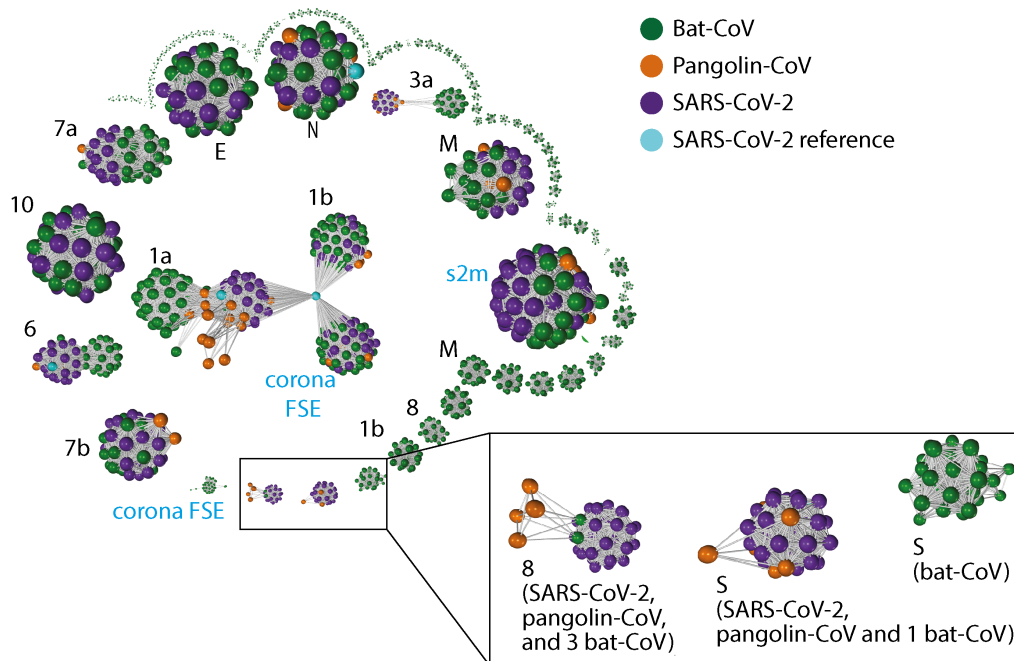 Bat-CoV
Pangolin-CoV
SARS-CoV-2
SARS-CoV-2 reference
3a
N
E
7a
M
1b
10
1a
s2m
6
corona
FSE
M
8
1b
7b
corona FSE
8
(SARS-CoV-2,
pangolin-CoV,
and 3 bat-CoV)
S
(SARS-CoV-2,
pangolin-CoV and 1 bat-CoV)
S
(bat-CoV)